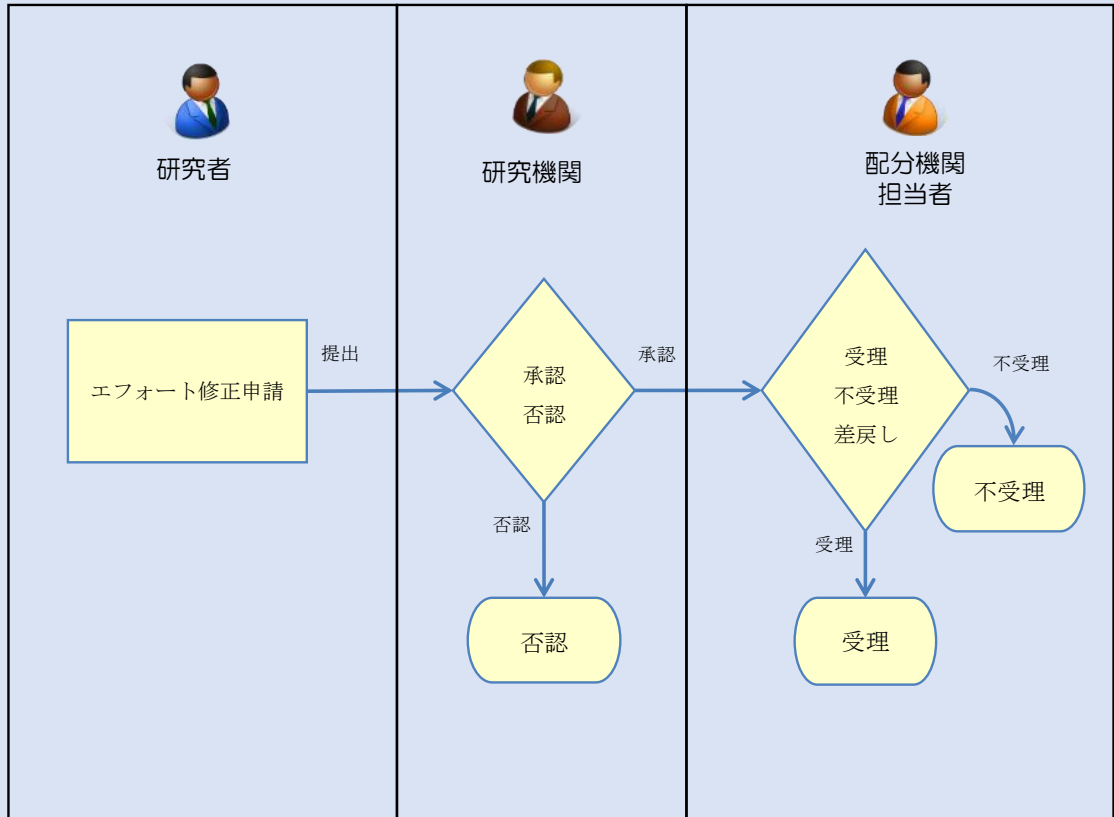 研究者
研究機関
配分機関
担当者
エフォート修正申請
提出
承認
否認
承認
受理
不受理
差戻し
不受理
不受理
否認
受理
否認
受理